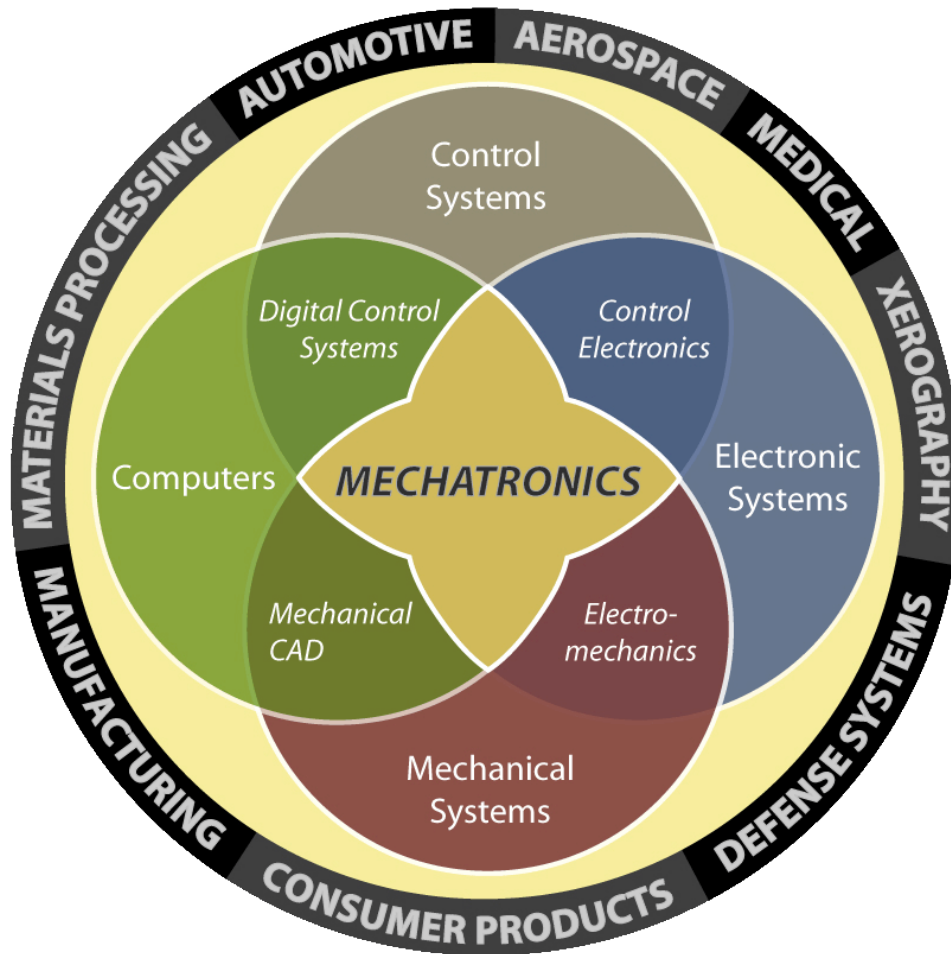 AUTOMOTIVE
AEROSPACE
MEDICAL
XEROGRAPHY
DEFENSE SYSTEMS
CONSUMER PRODUCTS
MANUFACTURING
MATERIALS PROCESSING
Control
Systems
Digital Control
Systems
Control
Electronics
Computers
MECHATRONICS
Electronic
Systems
Mechanical
CAD
Electro-
mechanics
Mechanical
Systems